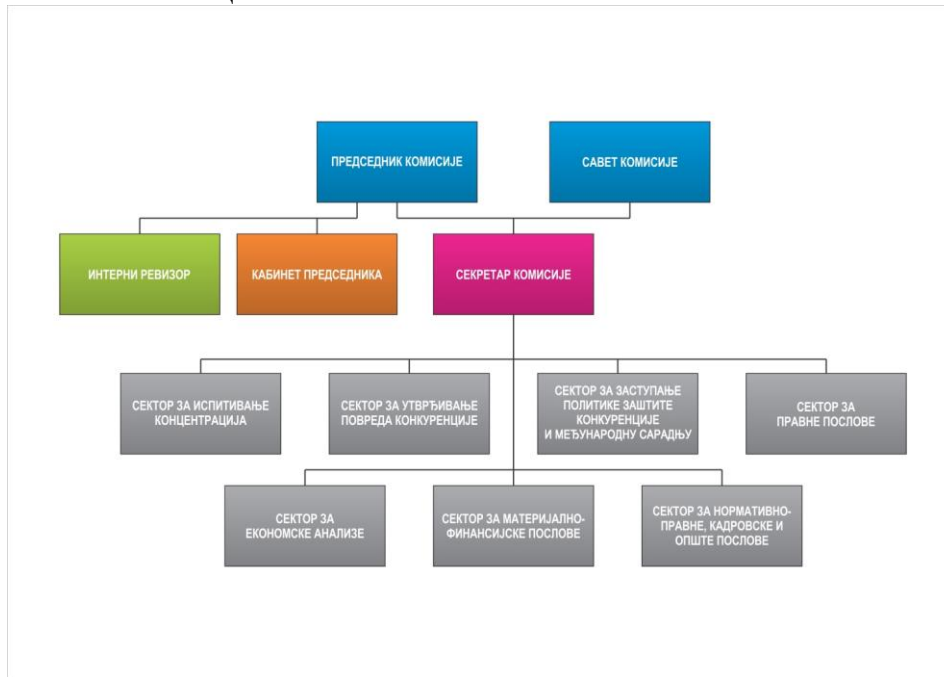 ПРЕДСЕДНИК КОМИСИЈЕ
САВЕТ КОМИСИЈЕ
ИНТЕРНИ РЕВИЗОР
КАБИНЕТ ПРЕДСЕДНИКА
СЕКРЕТАР КОМИСИЈЕ
СЕКТОР ЗА ИСПИТИВАЊЕ
КОНЦЕНТРАЦИЈА
СЕКТОР ЗА УТВРЂИВАЊЕ
ПОВРЕДА КОНКУРЕНЦИЈЕ
СЕКТОР ЗА ЗАСТУПАЊЕ
ПОЛИТИКЕ ЗАШТИТЕ
КОНКУРЕНЦИЈЕ
И МЕЂУНАРОДНУ САРАДЊУ
СЕКТОР ЗА
ПРАВНЕ ПОСЛОВЕ
СЕКТОР ЗА
ЕКОНОМСКЕ АНАЛИЗЕ
СЕКТОР ЗА МАТЕРИЈАЛНО-
ФИНАНСИЈСКЕ ПОСЛОВЕ
СЕКТОР ЗА НОРМАТИВНО-
ПРАВНЕ, КАДРОВСКЕ И
ОПШТЕ ПОСЛОВЕ